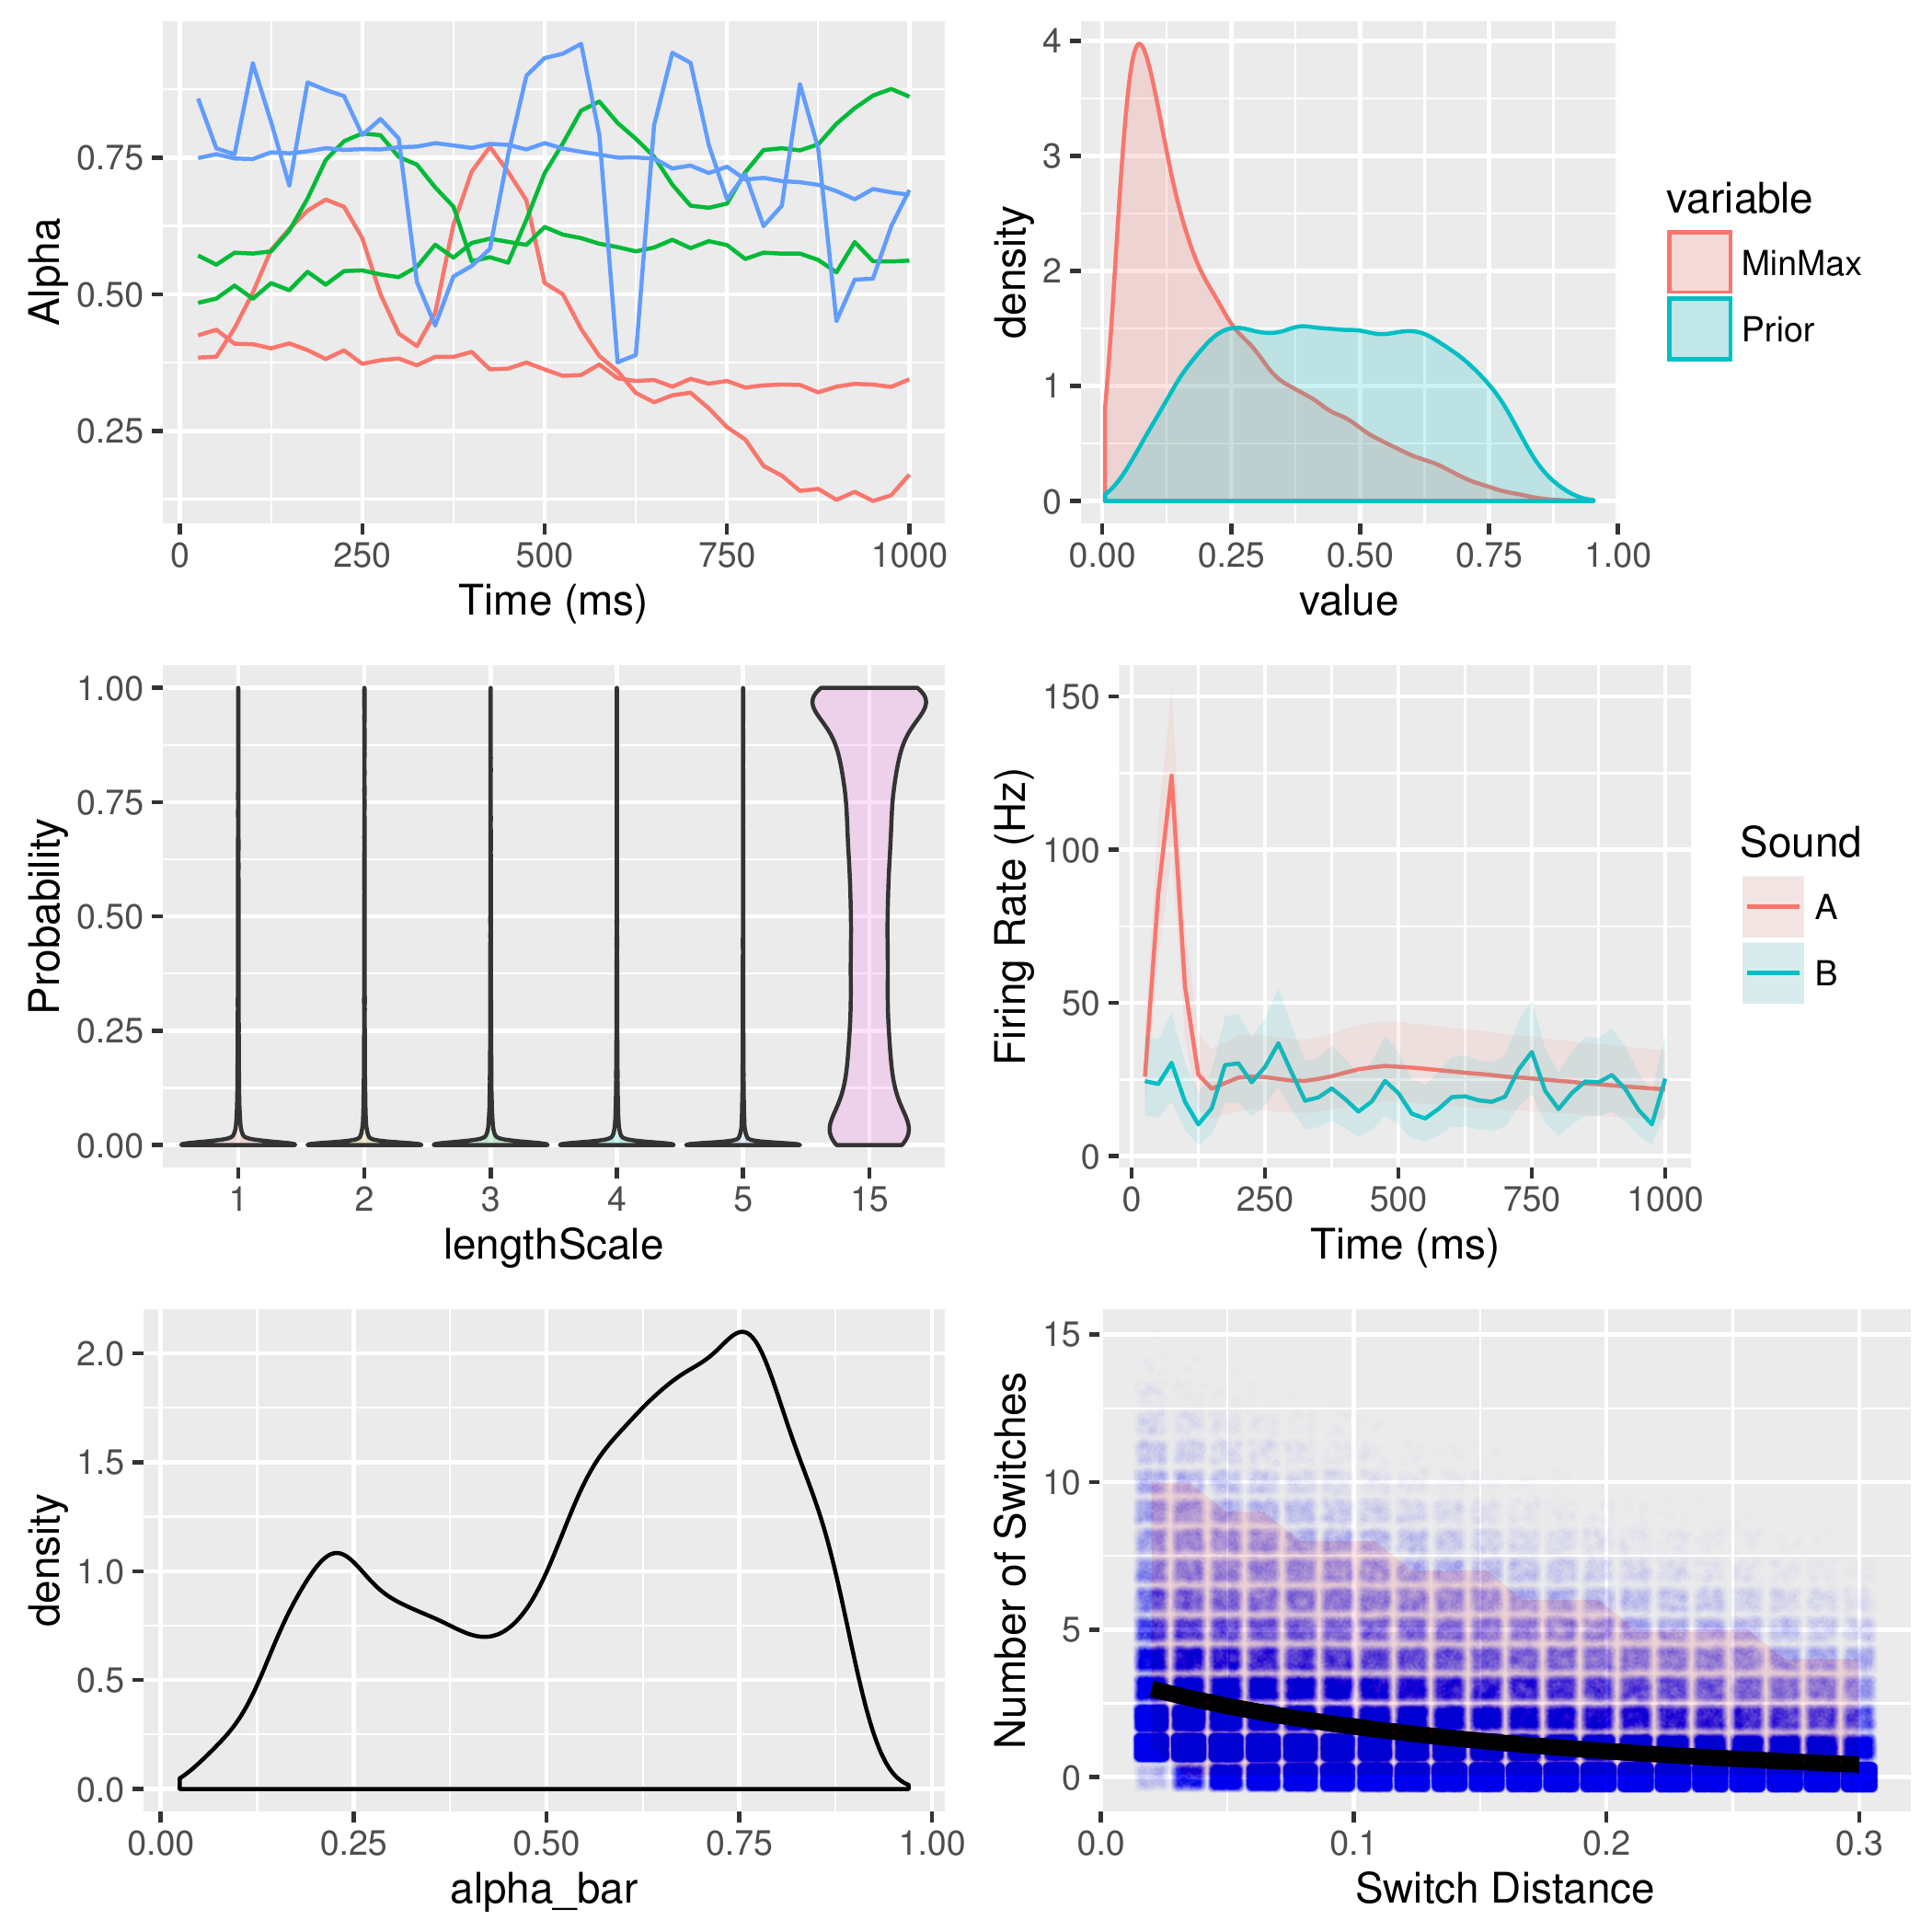 Alpha
0.75
0.50
0.25
0 250 500 750 1000
Time (ms)
density
4
3
2
1
0
0.00 0.25 0.50 0.75 1.00
value
variable
MinMax
Prior
Probability
1.00
0.75
0.50
0.25
0.00
1 2 3 4 5 15
lengthScale
Firing Rate (Hz)
150
100
50
0
0 250 500 750 1000
Time (ms)
Sound
A
B
density
2.0
1.5
1.0
0.5
0.0
0.00 0.25 0.50 0.75 1.00
alpha_bar
Number of Switches
15
10
5
0
0.0 0.1 0.2 0.3
Switch Distance